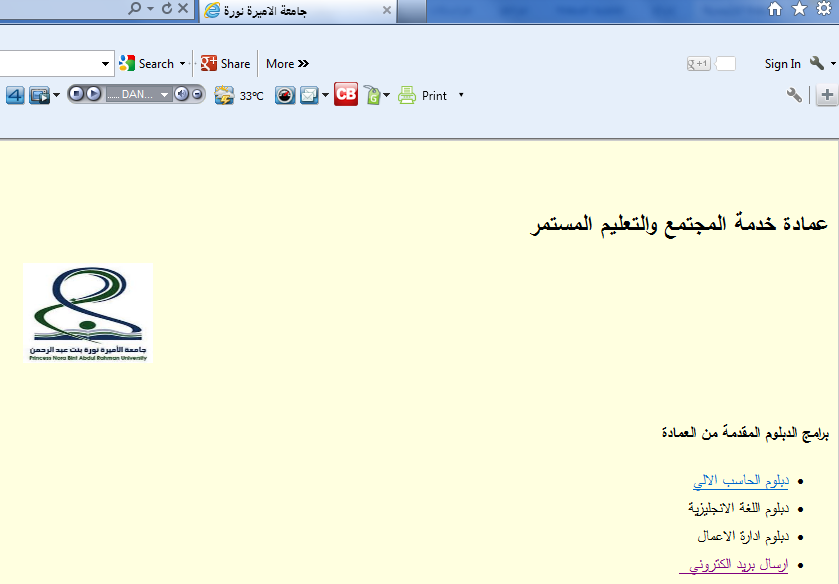 جامعة الاميرة نورة
Search
Share
More »
+1
Sign In
4
..... DAN...
33ºC
CB
G
Print
عمادة خدمة المجتمع والتعليم المستمر
جامعة الأميرة نورة بنت عبد الرحمن
Princess Nora Bint Abdul Rahman University
برامج الدبلوم المقدمة من العمادة
دبلوم الحاسب الالي
دبلوم اللغة الانجليزية
دبلوم ادارة الاعمال
ارسال بريد الكتروني